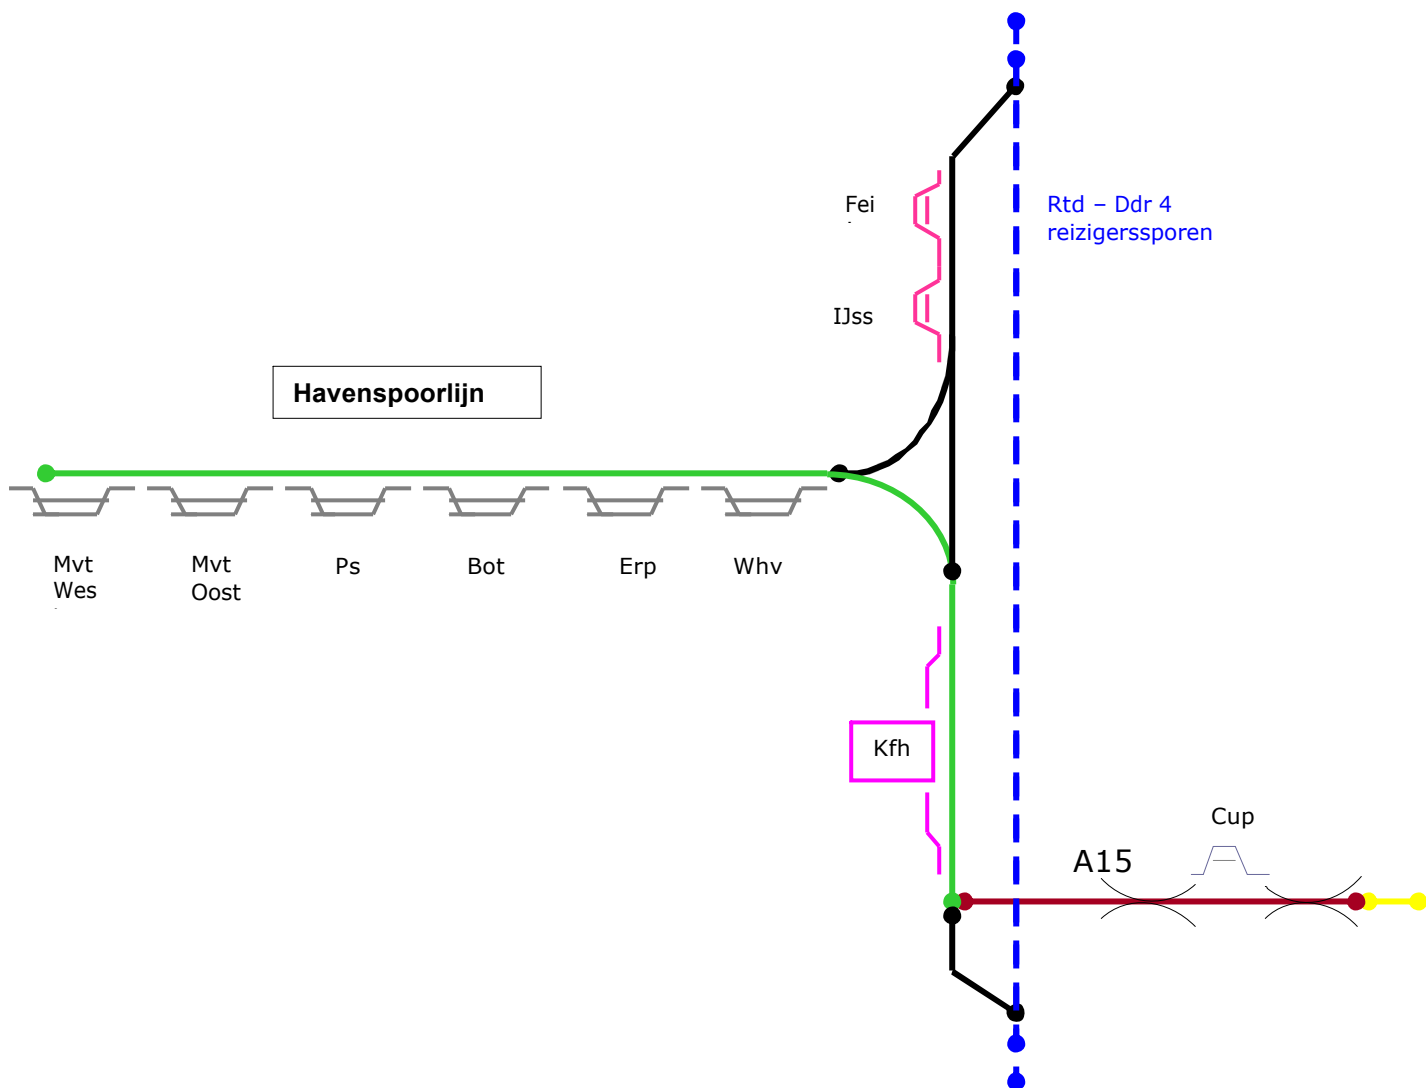 Fei
Rtd – Ddr 4
reizigerssporen
IJss
Havenspoorlijn
Mvt
Wes
Mvt
Oost
Ps
Bot
Erp
Whv
Kfh
Cup
A15